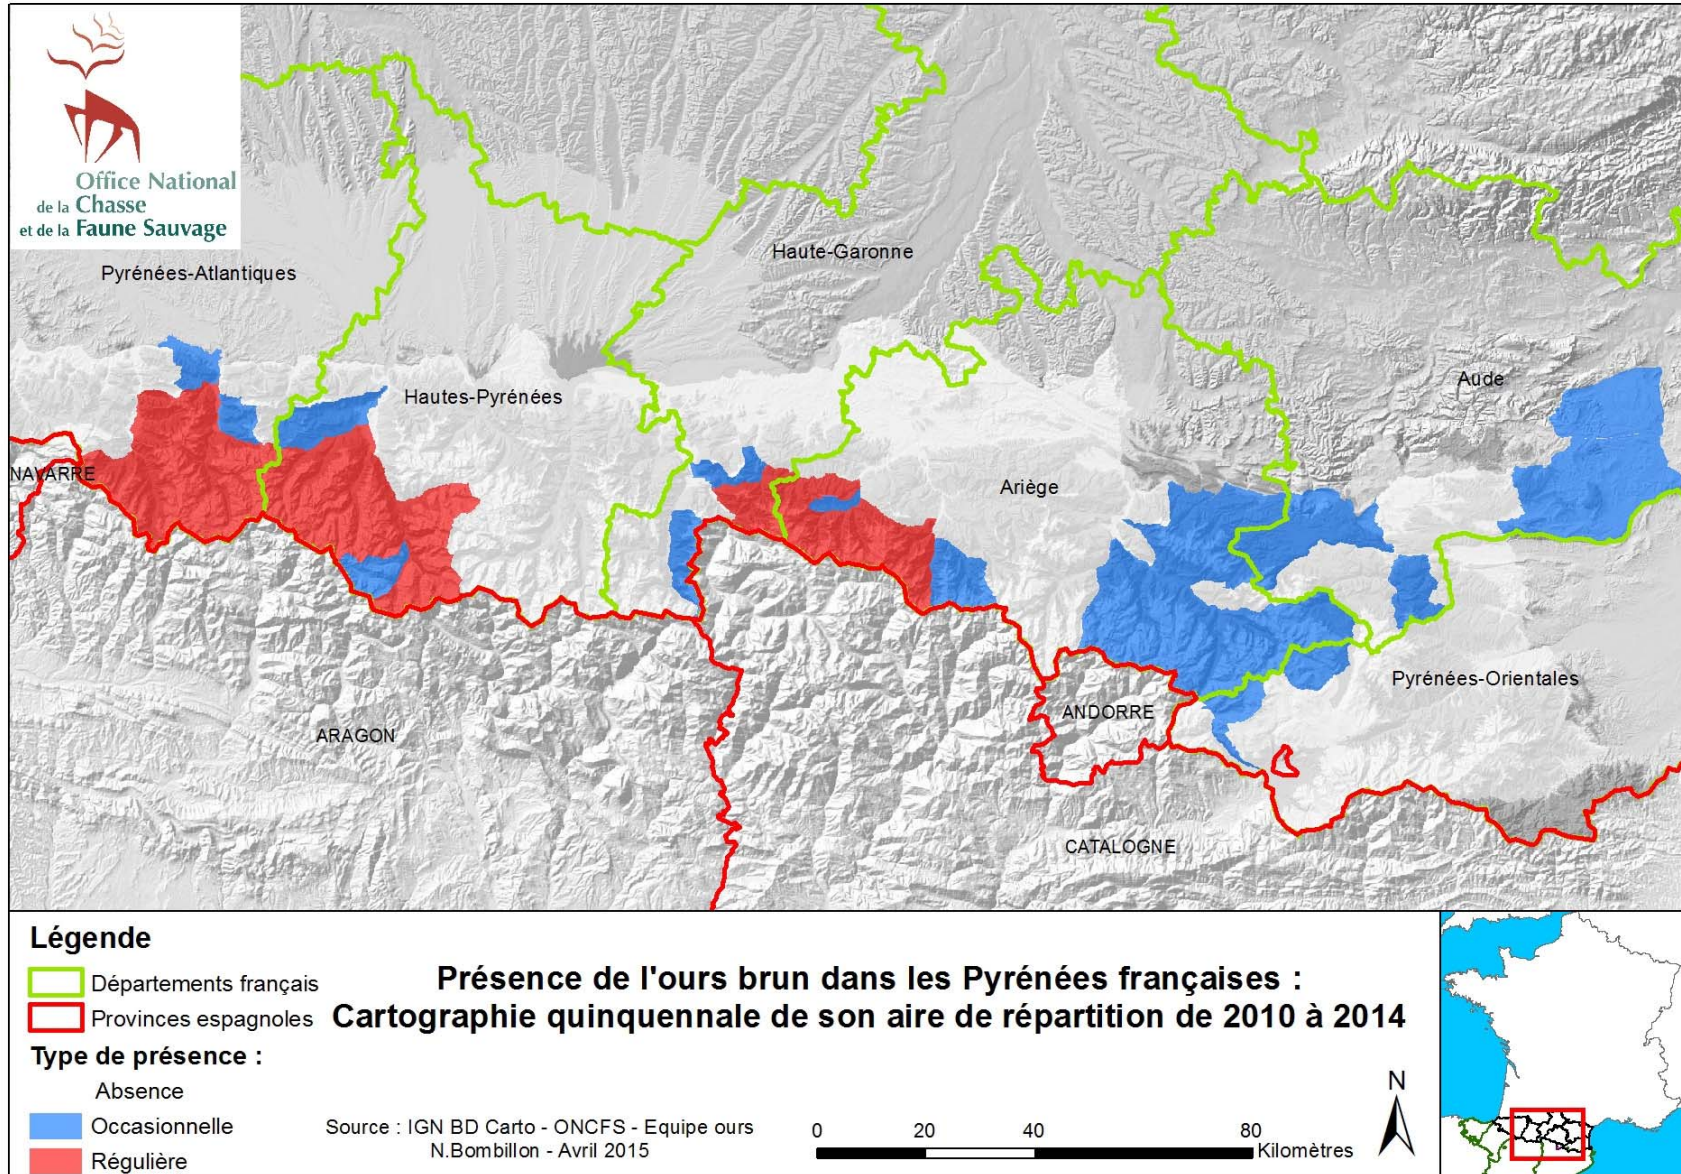 Office National
de la Chasse
et de la Faune Sauvage
Pyrénées-Atlantiques
Haute-Garonne
Hautes-Pyrénées
Aude
NAVARRE
Ariège
Pyrénées-Orientales
ANDORRE
ARAGON
CATALOGNE
Légende
Départements français
Provinces espagnoles
Type de présence :
Absence
Occasionnelle
Régulière
Présence de l'ours brun dans les Pyrénées françaises :
Cartographie quinquennale de son aire de répartition de 2010 à 2014
Source : IGN BD Carto - ONCFS - Equipe ours
N.Bombillon - Avril 2015
0 20 40 80
Kilomètres
N